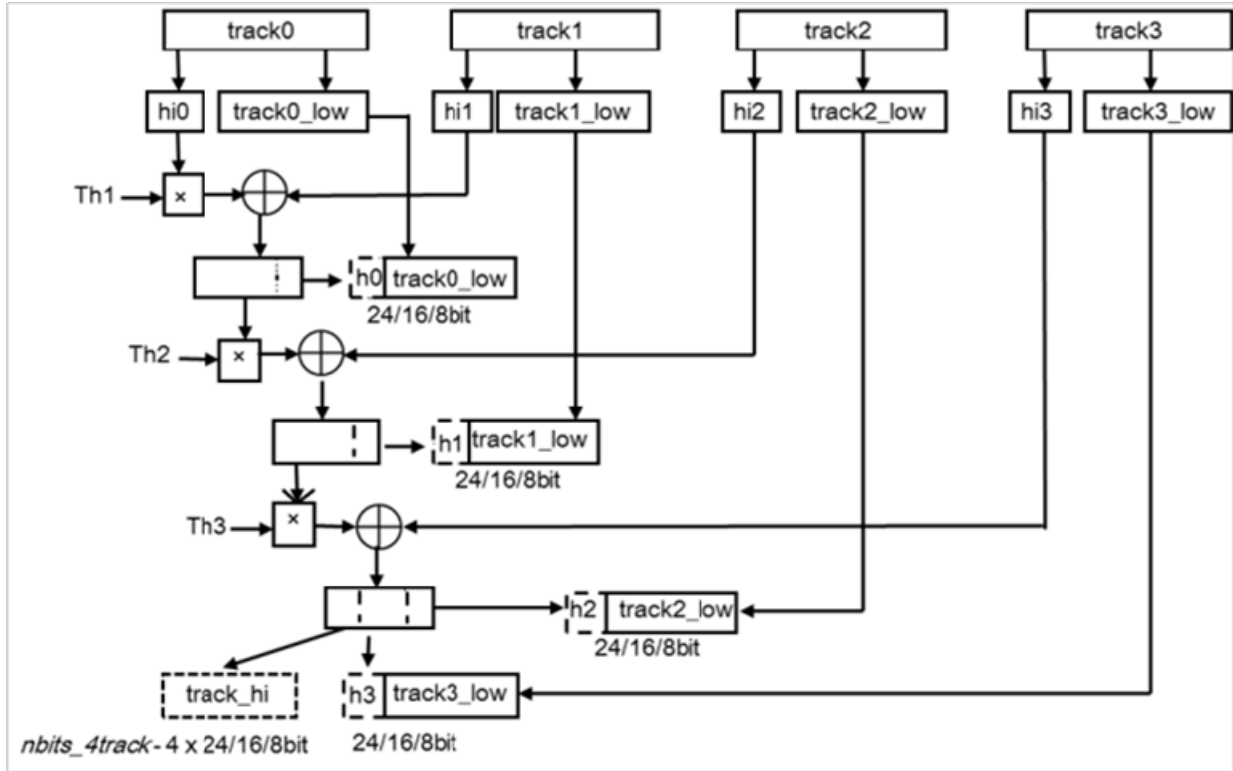 track0
track1
track2
track3
hi0
track0_low
hi1
track1_low
hi2
track2_low
hi3
track3_low
Th1
×
h0
track0_low
24/16/8bit
Th2
×
h1
track1_low
24/16/8bit
Th3
×
h2
track2_low
24/16/8bit
track_hi
h3
track3_low
nbits_4track - 4 x 24/16/8bit
24/16/8bit